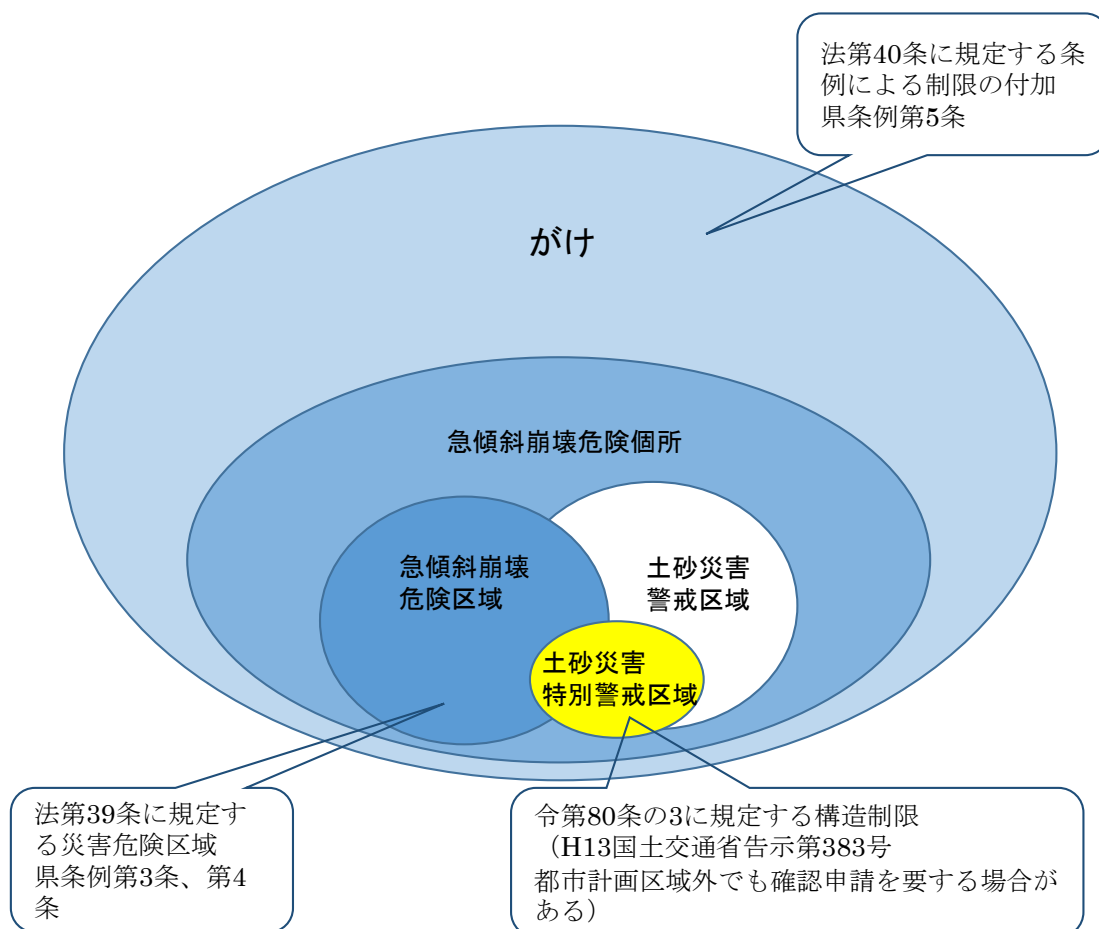 法第40条に規定する条
例による制限の付加
県条例第5条
がけ
急傾斜崩壊危険個所
急傾斜崩壊
危険区域
土砂災害
警戒区域
土砂災害
特別警戒区域
法第39条に規定す
る災害危険区域
県条例第3条、第4
条
令第80条の3に規定する構造制限
（H13国土交通省告示第383号
都市計画区域外でも確認申請を要する場合が
ある）